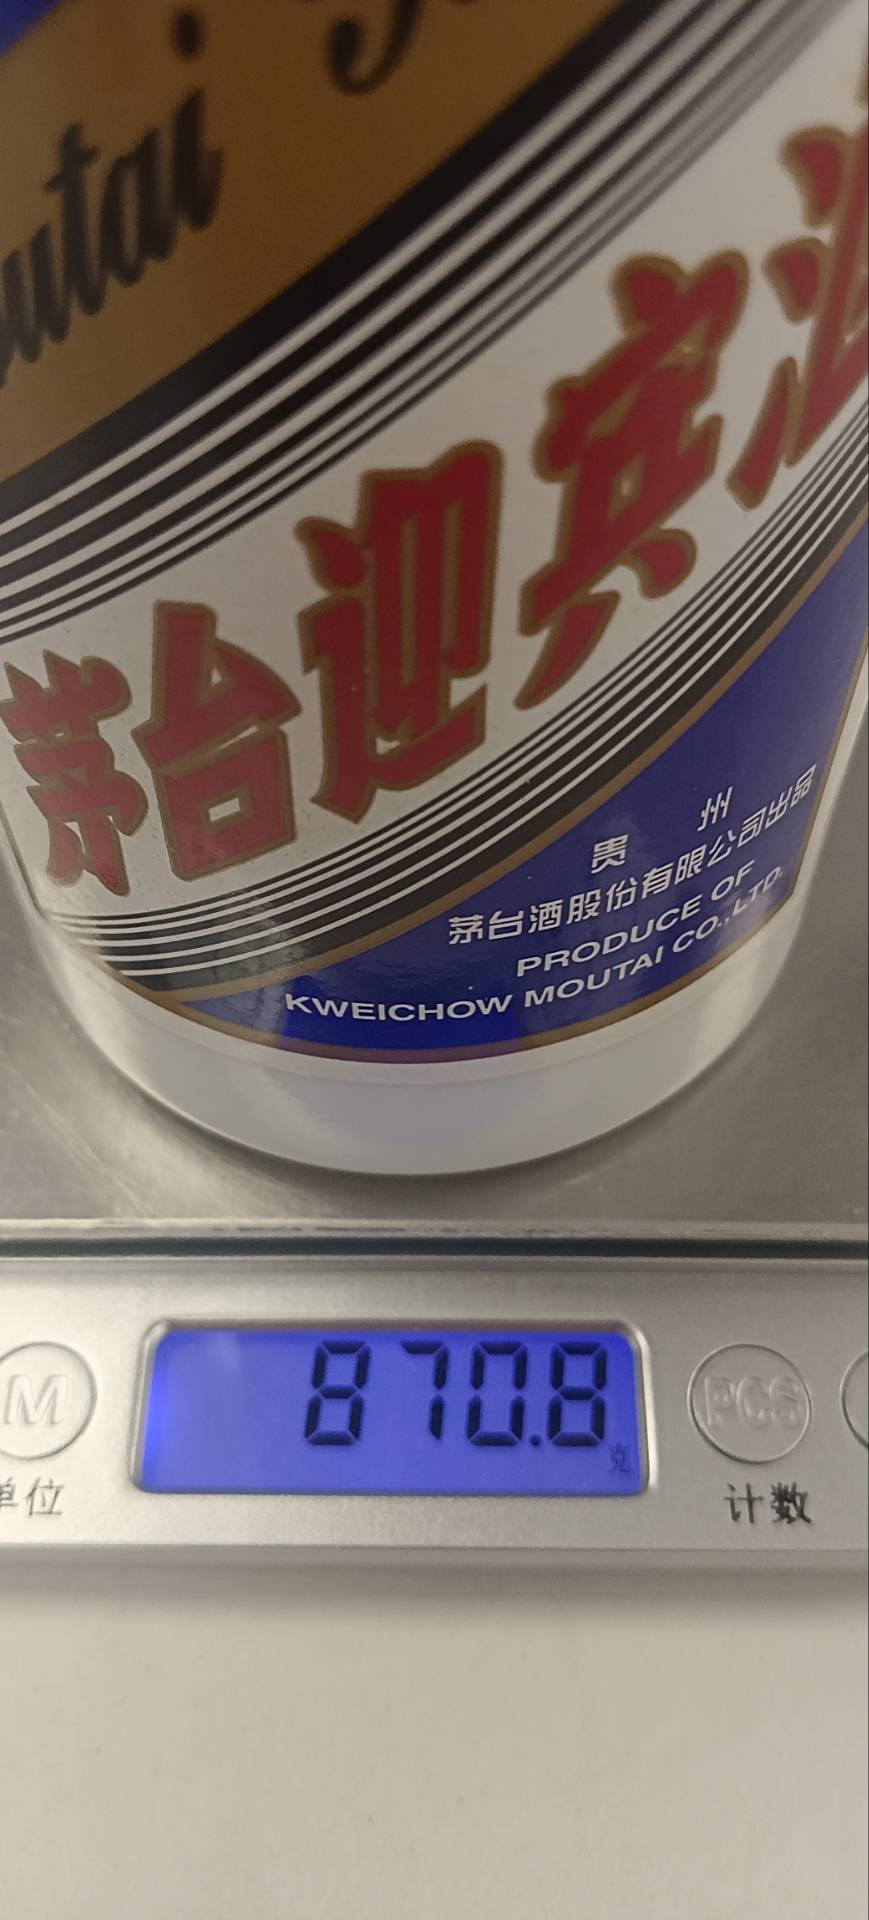 outai
茅台迎宾酒
贵州
茅台酒股份有限公司出品
PRODUCE OF
KWEICHOW MOUTAI CO.,LTD.
870.8
克
M
PCS
单位
计数